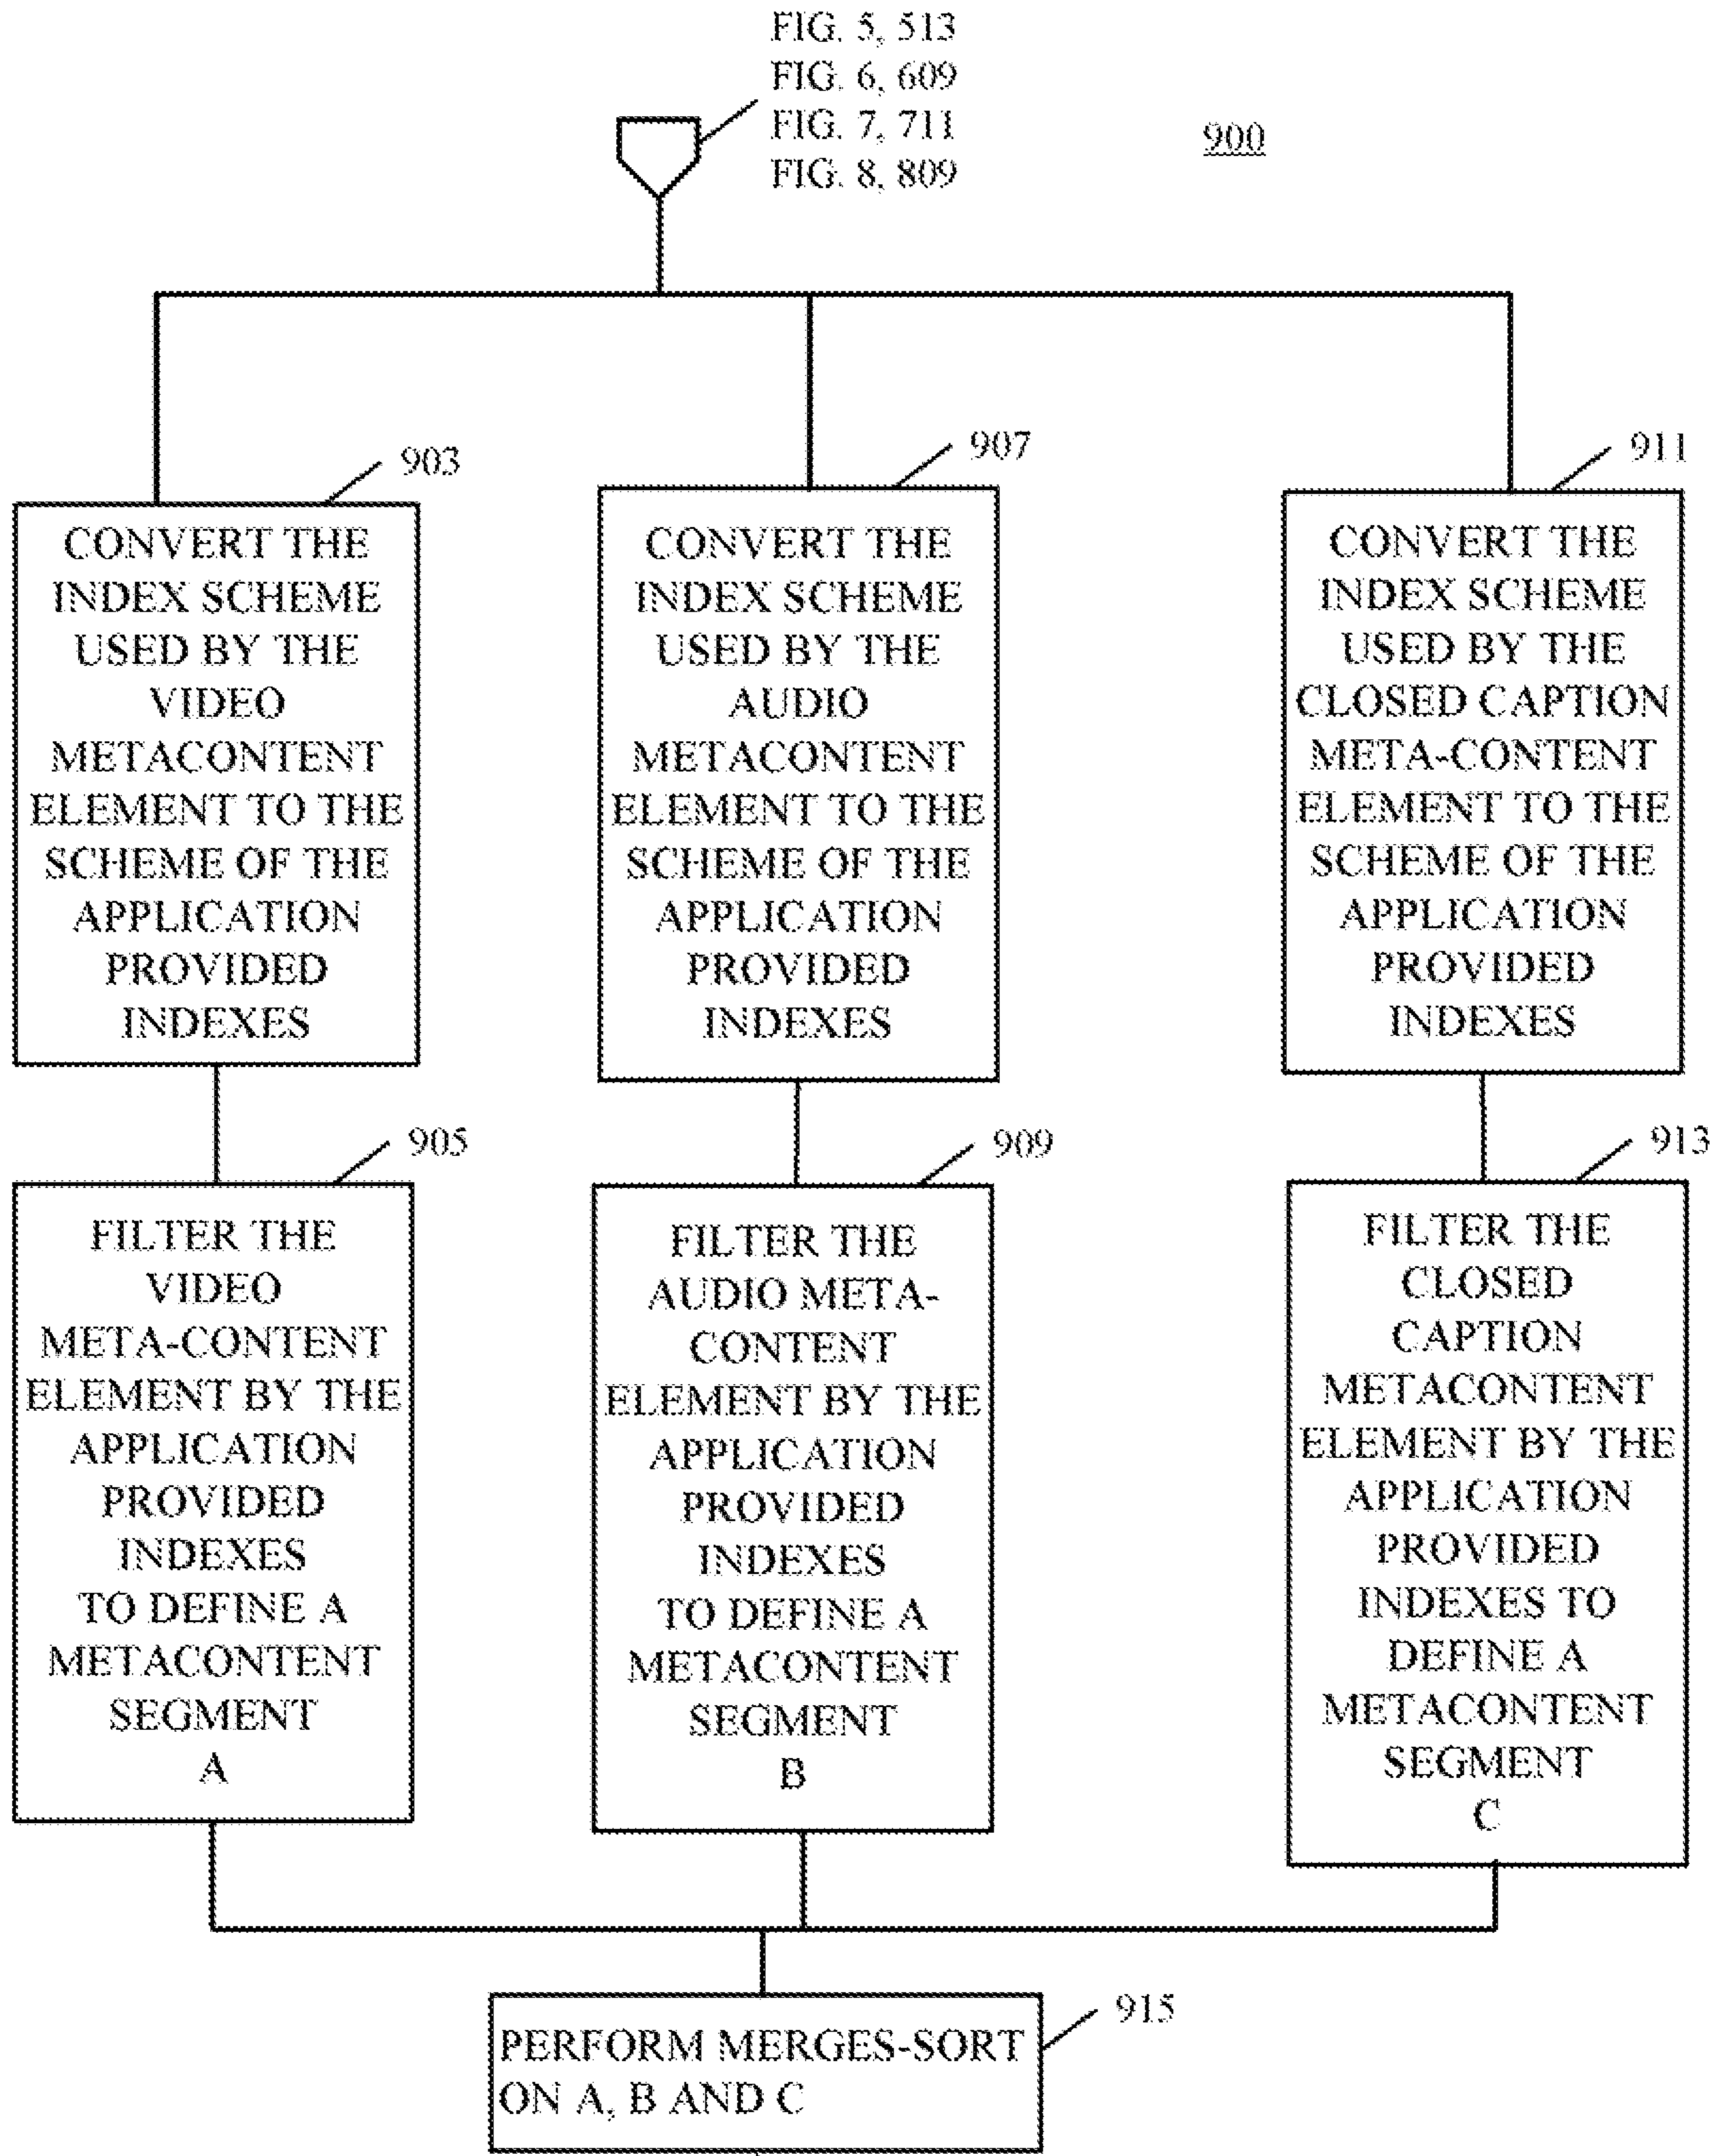 FIG. 5, 513
FIG. 6, 609
FIG. 7, 711
FIG. 8, 809
900
903
CONVERT THE
INDEX SCHEME
USED BY THE
VIDEO
METACONTENT
ELEMENT TO THE
SCHEME OF THE
APPLICATION
PROVIDED
INDEXES
907
CONVERT THE
INDEX SCHEME
USED BY THE
AUDIO
METACONTENT
ELEMENT TO THE
SCHEME OF THE
APPLICATION
PROVIDED
INDEXES
911
CONVERT THE
INDEX SCHEME
USED BY THE
CLOSED CAPTION
META-CONTENT
ELEMENT TO THE
SCHEME OF THE
APPLICATION
PROVIDED
INDEXES
905
FILTER THE
VIDEO
META-CONTENT
ELEMENT BY THE
APPLICATION
PROVIDED
INDEXES
TO DEFINE A
METACONTENT
SEGMENT
A
909
FILTER THE
AUDIO META-
CONTENT
ELEMENT BY THE
APPLICATION
PROVIDED
INDEXES
TO DEFINE A
METACONTENT
SEGMENT
B
913
FILTER THE
CLOSED
CAPTION
METACONTENT
ELEMENT BY THE
APPLICATION
PROVIDED
INDEXES TO
DEFINE A
METACONTENT
SEGMENT
C
915
PERFORM MERGES-SORT
ON A, B AND C